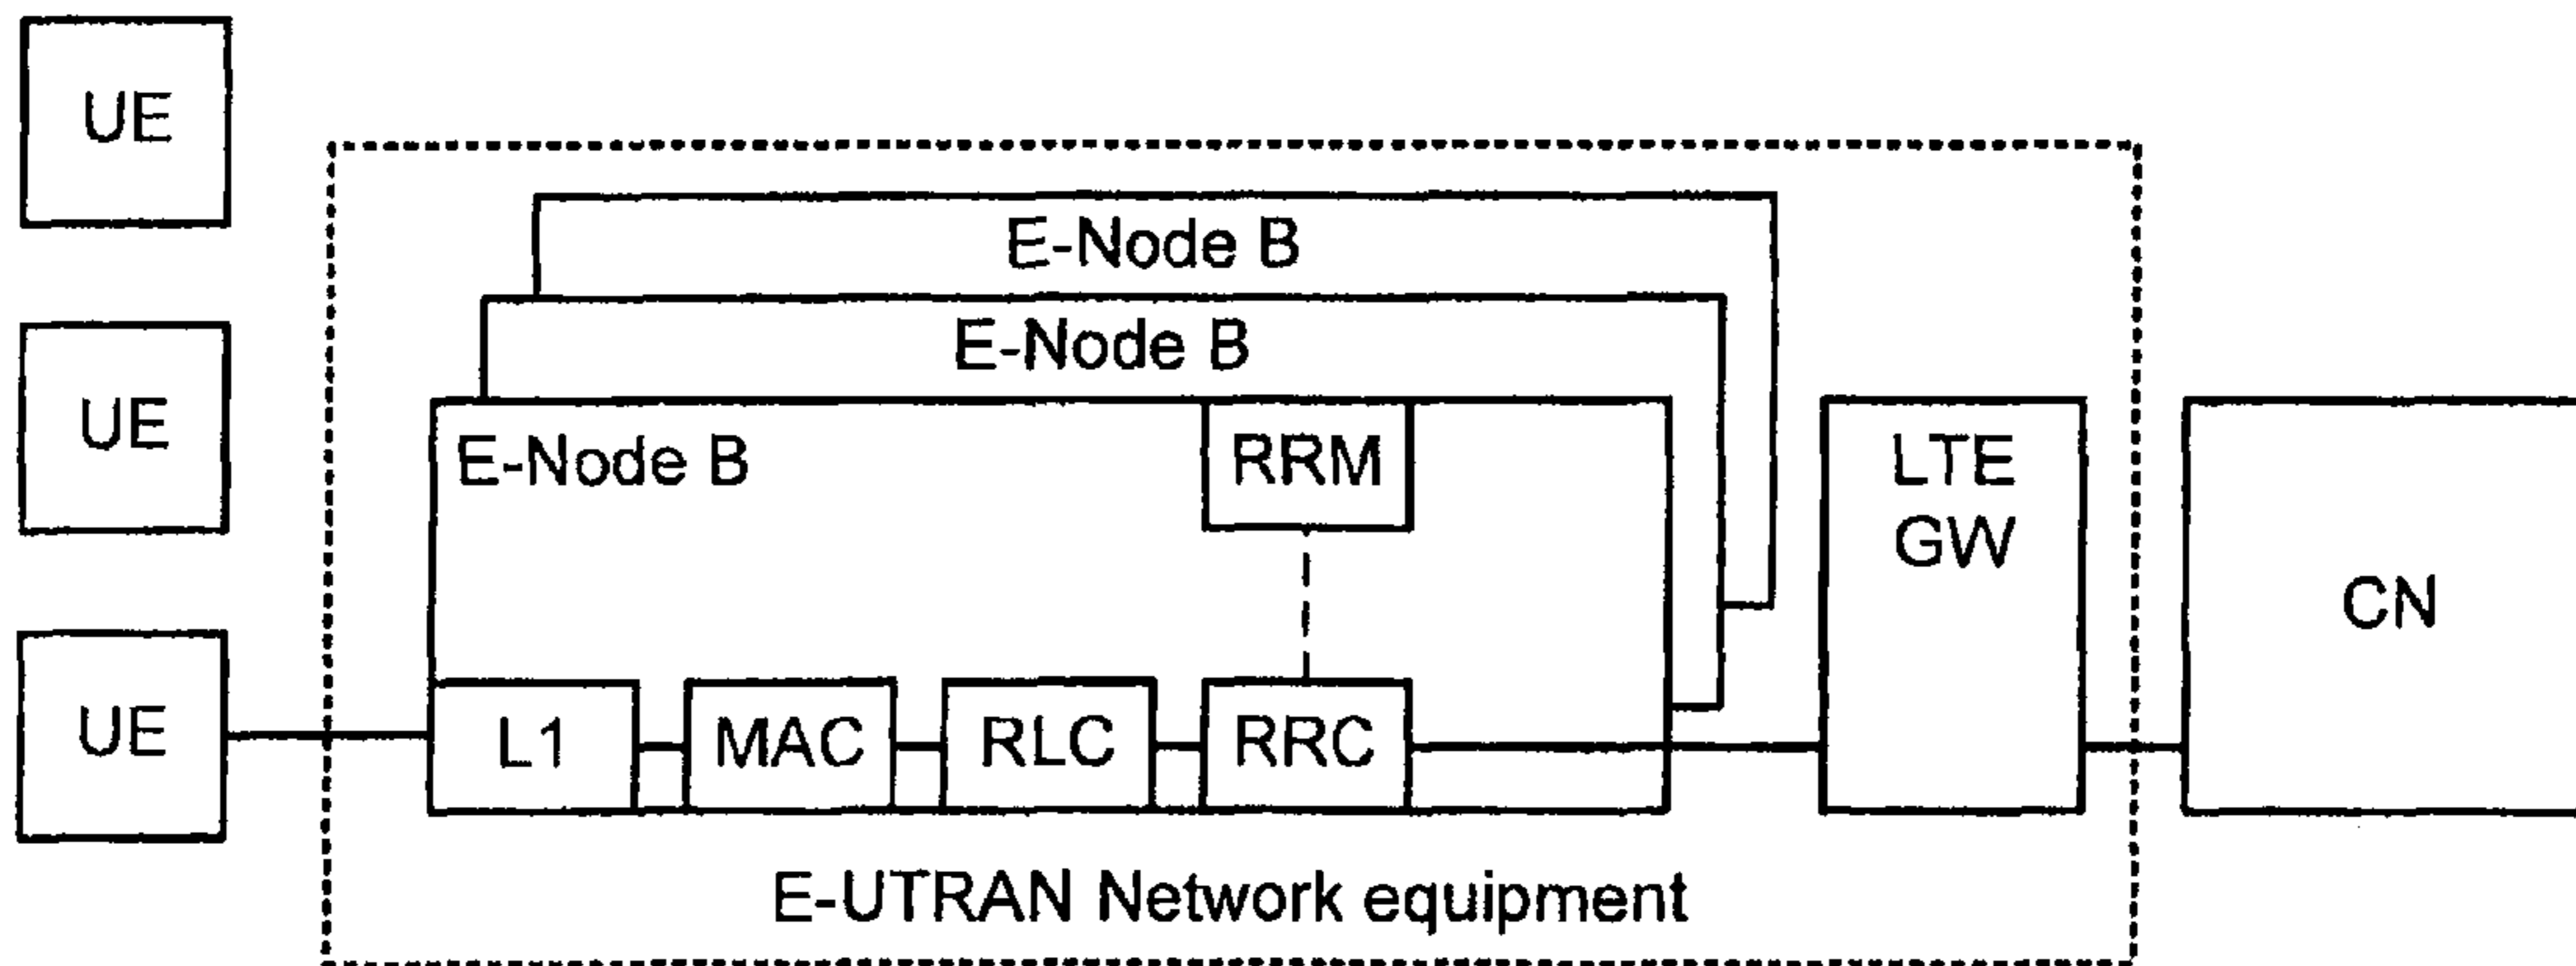 UE
E-Node B
E-Node B
UE
E-Node B
RRM
LTE
GW
CN
UE
L1
MAC
RLC
RRC
E-UTRAN Network equipment